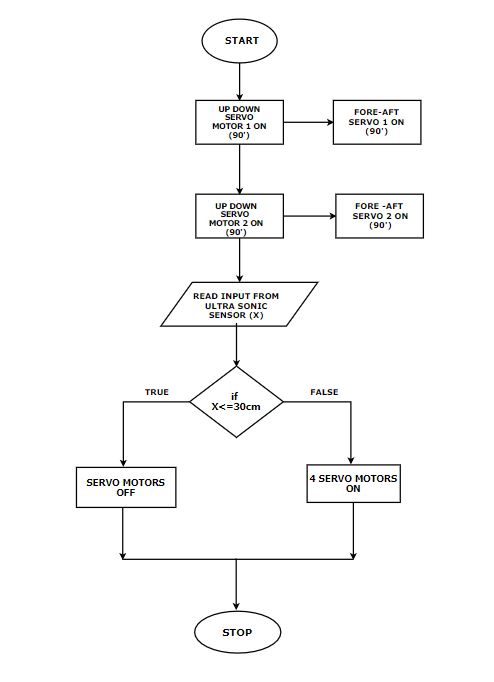 START
UP DOWN
SERVO
MOTOR 1 ON
(90')
FORE-AFT
SERVO 1 ON
(90')
UP DOWN
SERVO
MOTOR 2 ON
(90')
FORE -AFT
SERVO 2 ON
(90')
READ INPUT FROM
ULTRA SONIC
SENSOR (X)
if
X<=30cm
TRUE
FALSE
SERVO MOTORS
OFF
4 SERVO MOTORS
ON
STOP